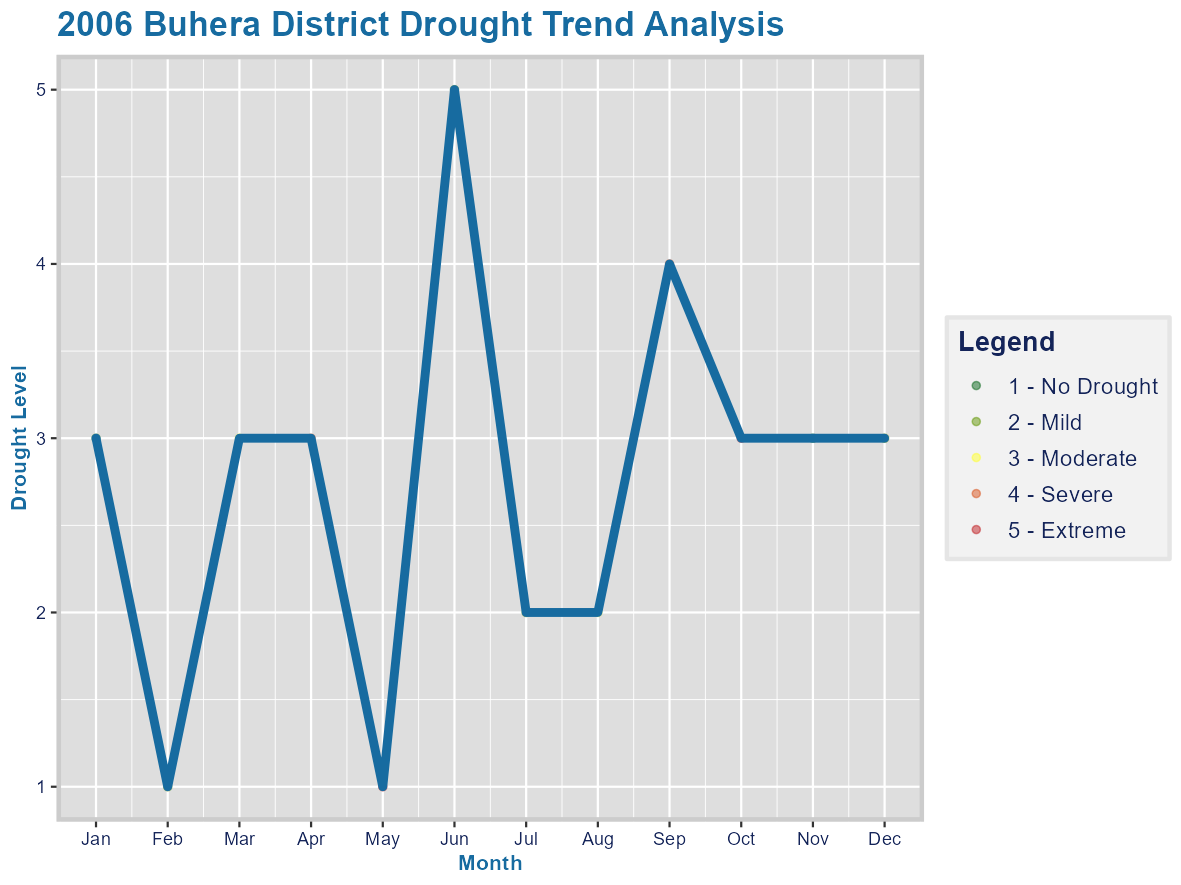 2006 Buhera District Drought Trend Analysis
Drought Level
5
4
3
2
1
Jan Feb Mar Apr May Jun Jul Aug Sep Oct Nov Dec
Month
Legend
1 - No Drought
2 - Mild
3 - Moderate
4 - Severe
5 - Extreme